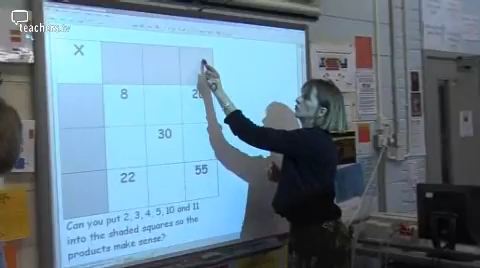 teachers.tv
X
8 2
30
22 55
Can you put 2, 3, 4, 5, 10 and 11
into the shaded squares so the
products make sense?